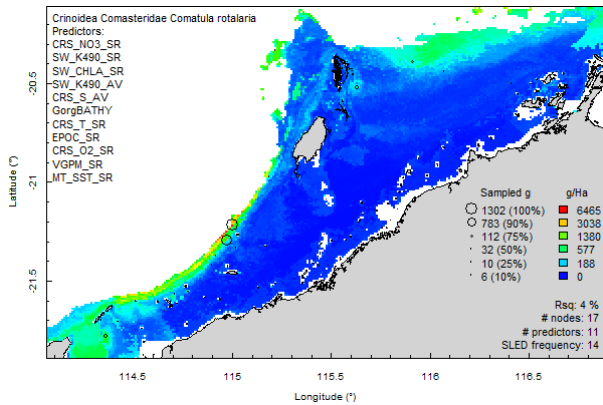 Crinoidea Comasteridae Comatula rotalaria
Predictors:
CRS_NO3_SR
SW_K490_SR
SW_CHLA_SR
SW_K490_AV
CRS_S_AV
GorgBATHY
CRS_T_SR
EPOC_SR
CRS_O2_SR
VGPM_SR
MT_SST_SR
Latitude (°)
-20.5
-21
-21.5
Sampled g
1302 (100%)
783 (90%)
112 (75%)
32 (50%)
10 (25%)
6 (10%)
g/Ha
6465
3038
1380
577
188
0
Rsq: 4 %
# nodes: 17
# predictors: 11
SLED frequency: 14
114.5 115 115.5 116 116.5
Longitude (°)